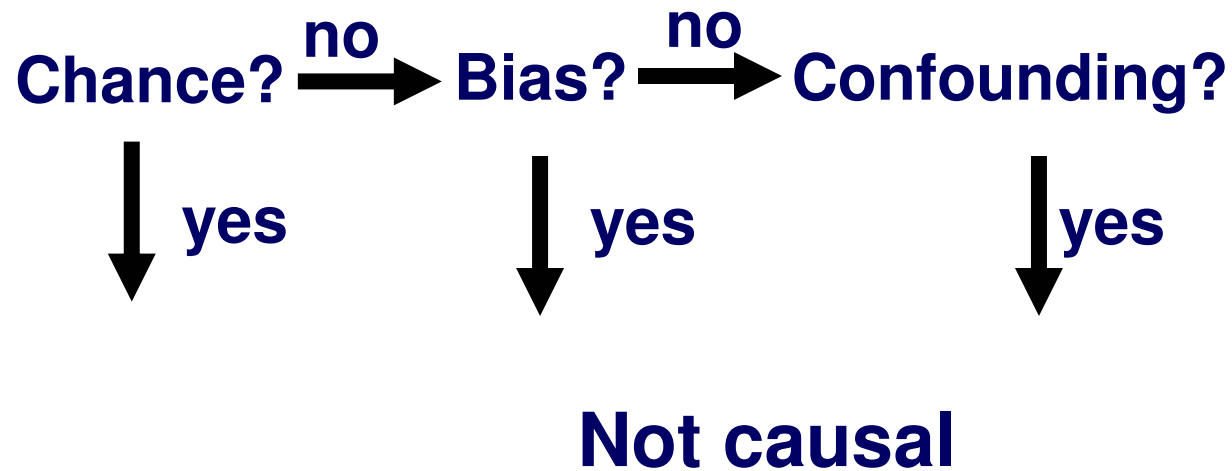 no no
Chance? Bias? Confounding?
yes yes yes
Not causal